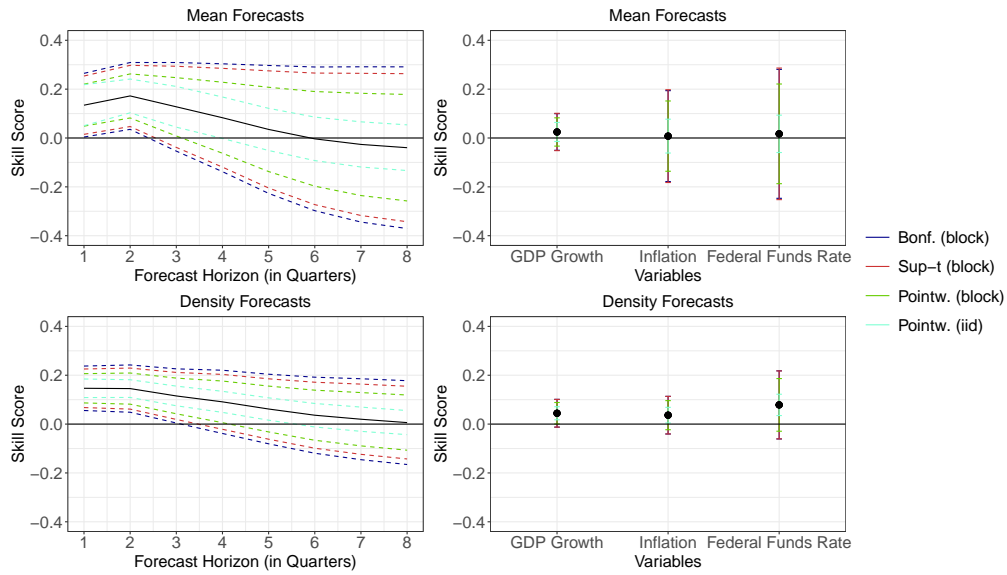 Mean Forecasts
0.4
0.2
0.0
−0.2
−0.4
Skill Score
1 2 3 4 5 6 7 8
Forecast Horizon (in Quarters)
Mean Forecasts
0.4
0.2
0.0
−0.2
−0.4
Skill Score
GDP Growth Inflation Federal Funds Rate
Variables
Density Forecasts
0.4
0.2
0.0
−0.2
−0.4
Skill Score
1 2 3 4 5 6 7 8
Forecast Horizon (in Quarters)
Density Forecasts
0.4
0.2
0.0
−0.2
−0.4
Skill Score
GDP Growth Inflation Federal Funds Rate
Variables
Bonf. (block)
Sup−t (block)
Pointw. (block)
Pointw. (iid)